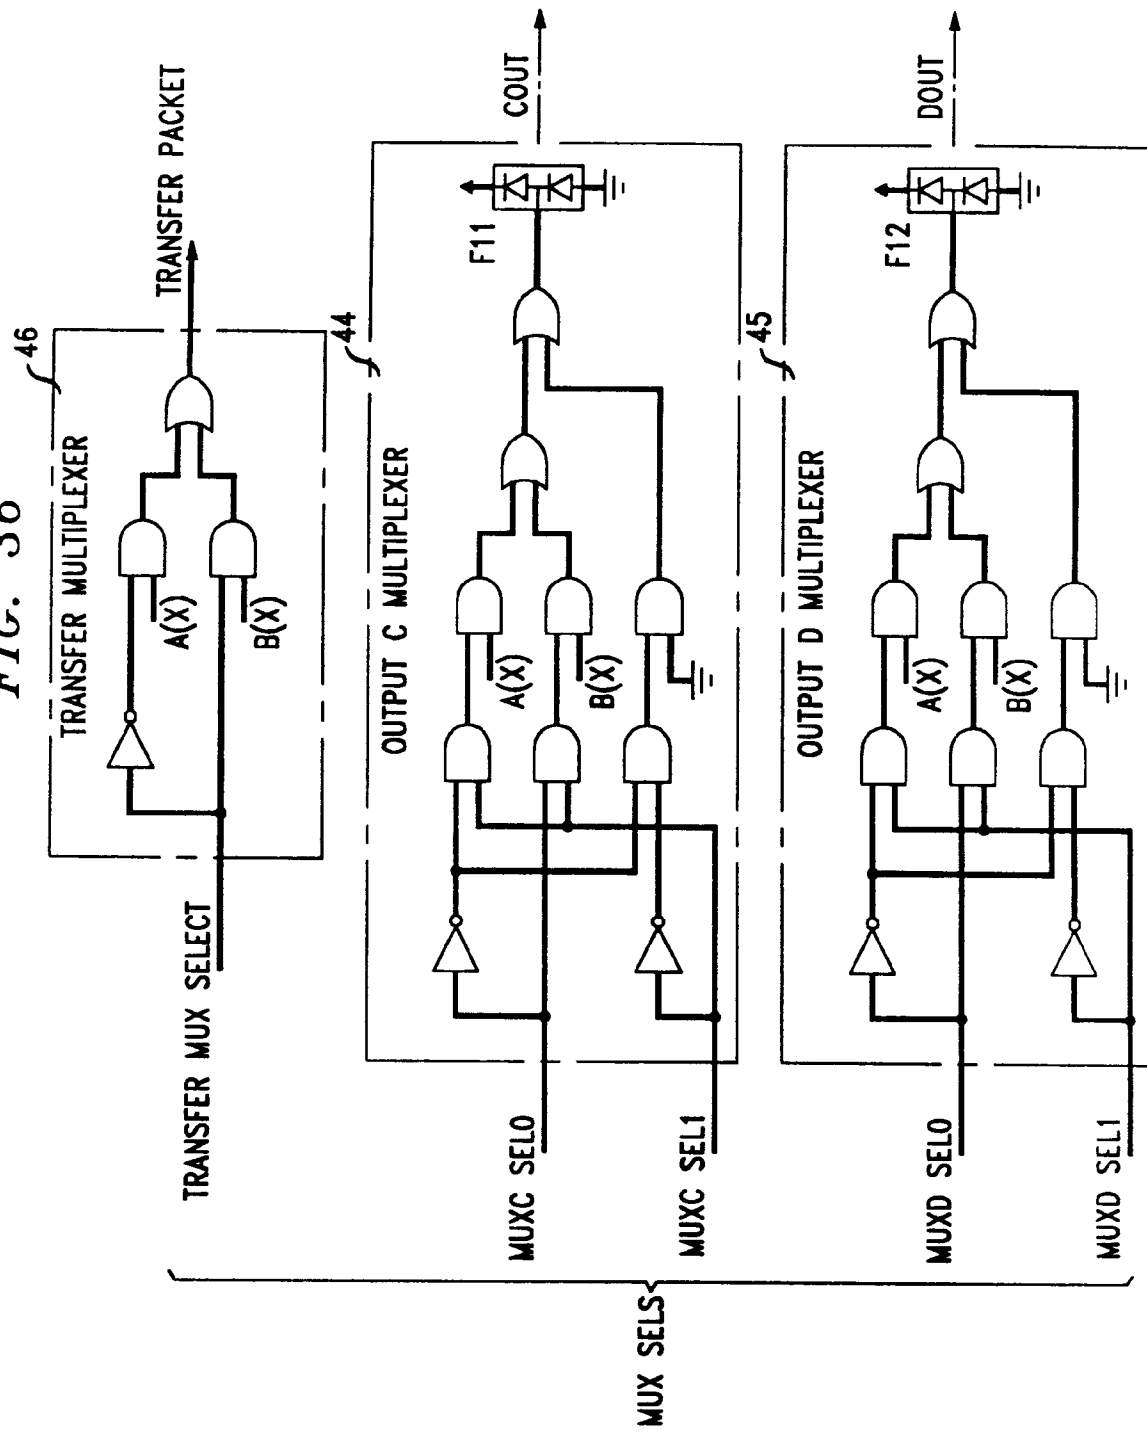 FIG. 38
TRANSFER MULTIPLEXER
46
TRANSFER MUX SELECT
A(X)
B(X)
TRANSFER PACKET
OUTPUT C MULTIPLEXER
44
MUXC SEL0
MUXC SEL1
A(X)
B(X)
F11
COUT
OUTPUT D MULTIPLEXER
45
MUXD SEL0
MUXD SEL1
A(X)
B(X)
F12
DOUT
MUX SELS